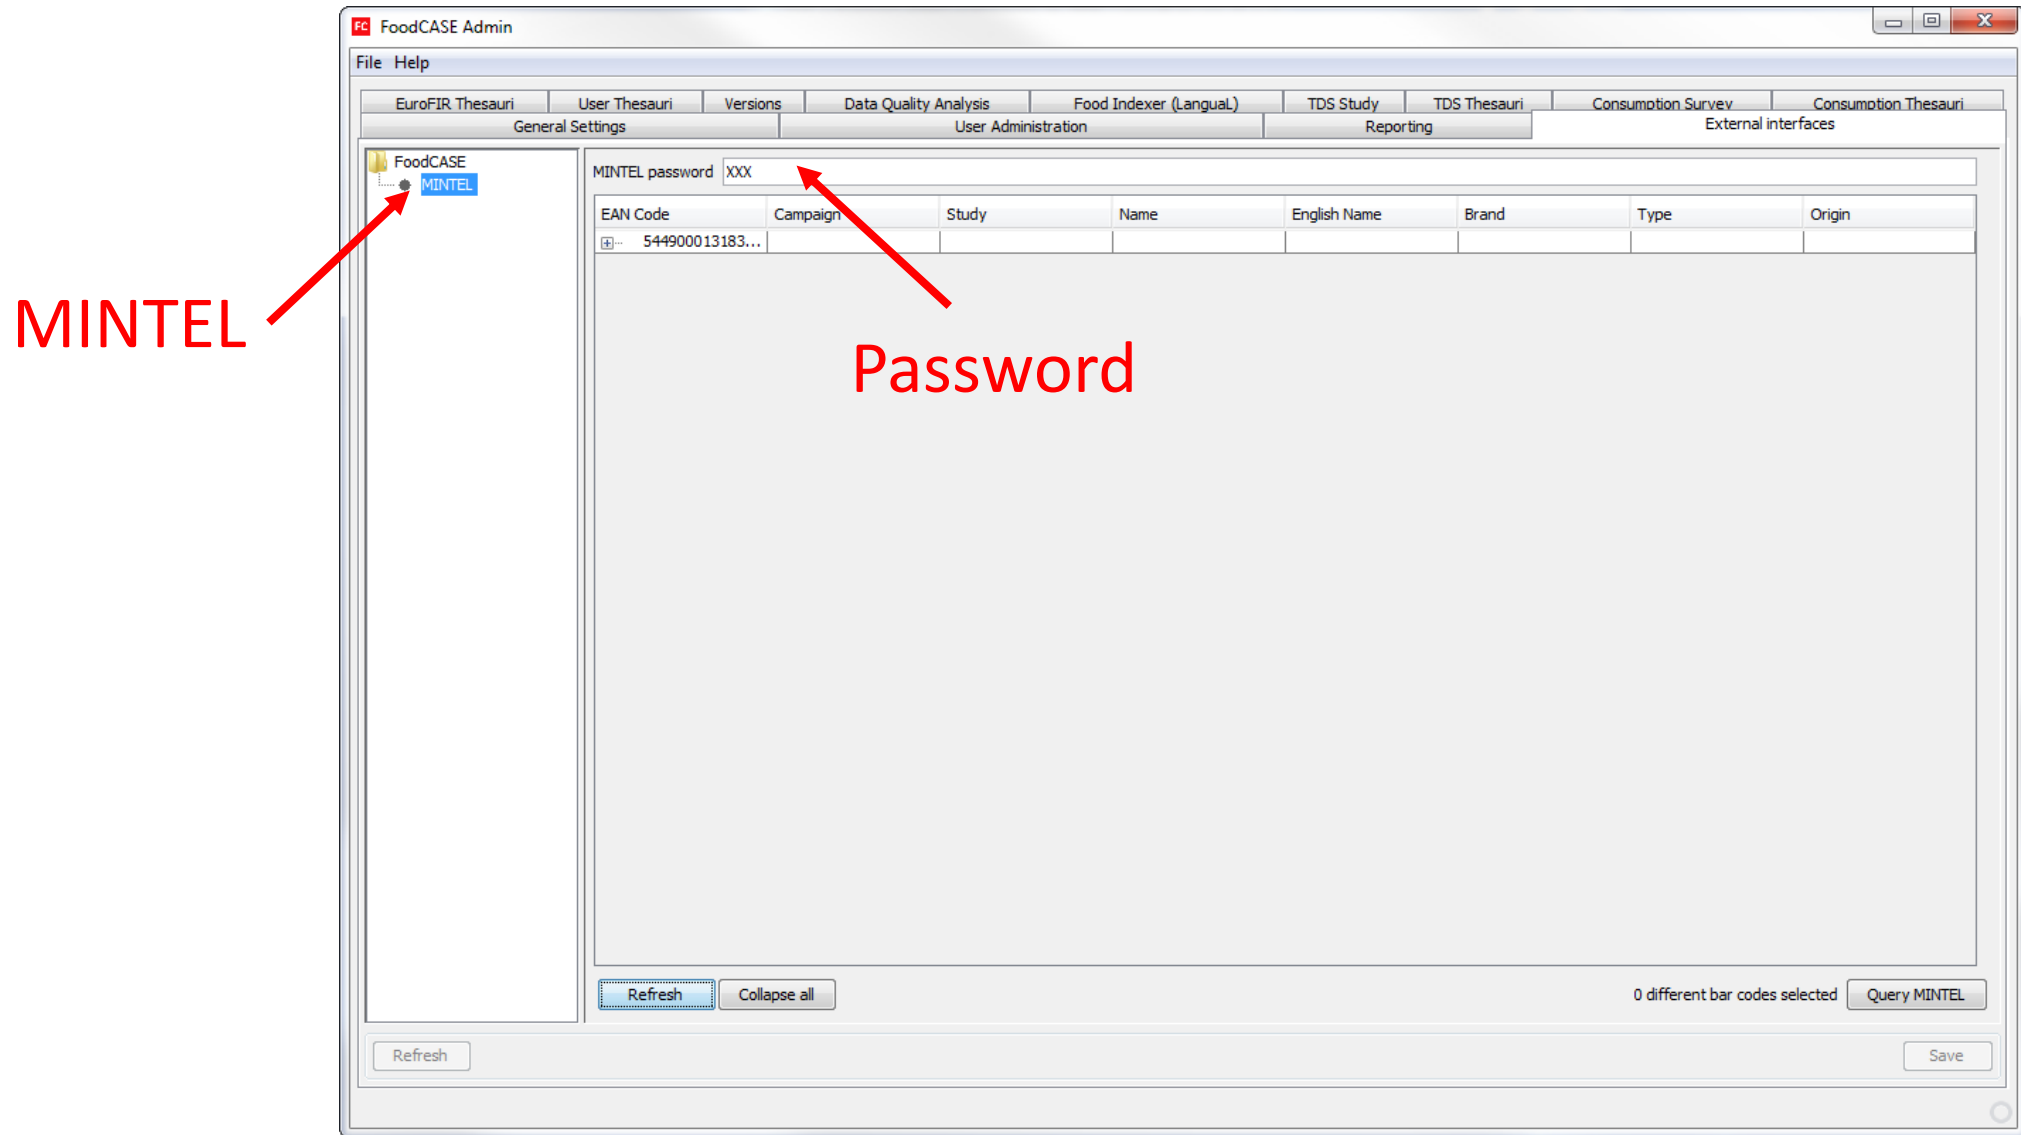 FC FoodCASE Admin
File Help
EuroFIR Thesauri User Thesauri Versions Data Quality Analysis Food Indexer (LanguaL) TDS Study TDS Thesauri Consumption Survey Consumption Thesauri
General Settings User Administration Reporting External interfaces
FoodCASE
MINTEL
MINTEL password XXX
EAN Code Campaign Study Name English Name Brand Type Origin
544900013183...
MINTEL
Password
Refresh Collapse all 0 different bar codes selected Query MINTEL
Refresh Save